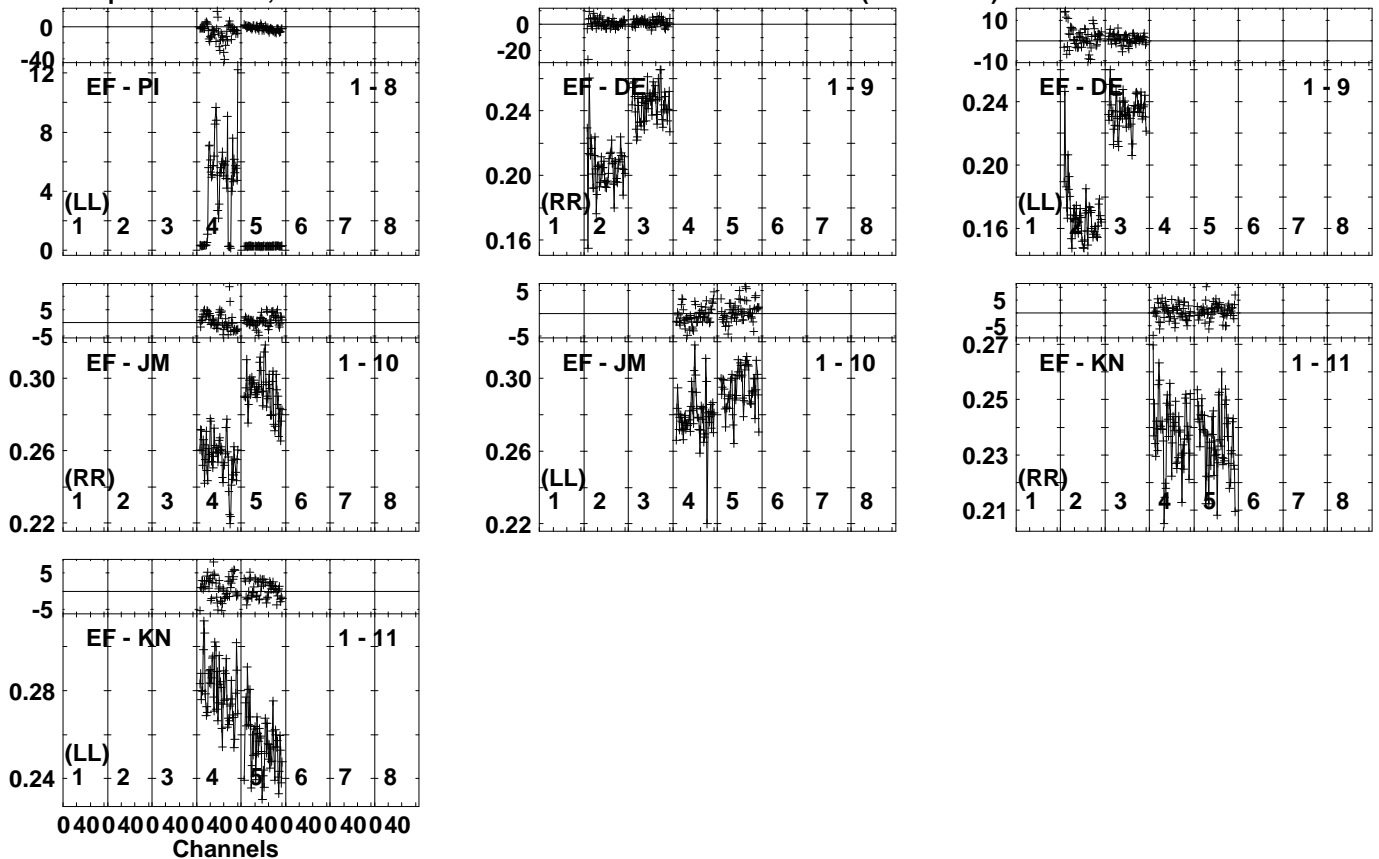 0
-40
12
8
4
0
EF - PI
1 - 8
(LL)
1 2 3 4 5 6 7 8
0
-20
0.24
0.20
0.16
EF - DE
1 - 9
(RR)
1 2 3 4 5 6 7 8
10
-10
0.24
0.20
0.16
EF - DE
1 - 9
(LL)
1 2 3 4 5 6 7 8
5
-5
0.30
0.26
0.22
EF - JM
1 - 10
(RR)
1 2 3 4 5 6 7 8
5
-5
0.30
0.26
0.22
EF - JM
1 - 10
(LL)
1 2 3 4 5 6 7 8
5
-5
0.27
0.25
0.23
0.21
EF - KN
1 - 11
(RR)
1 2 3 4 5 6 7 8
5
-5
0.28
0.24
EF - KN
1 - 11
(LL)
1 2 3 4 5 6 7 8
0 40 0 40 0 40 0 40 0 40 0 40 0 40 0 40
Channels